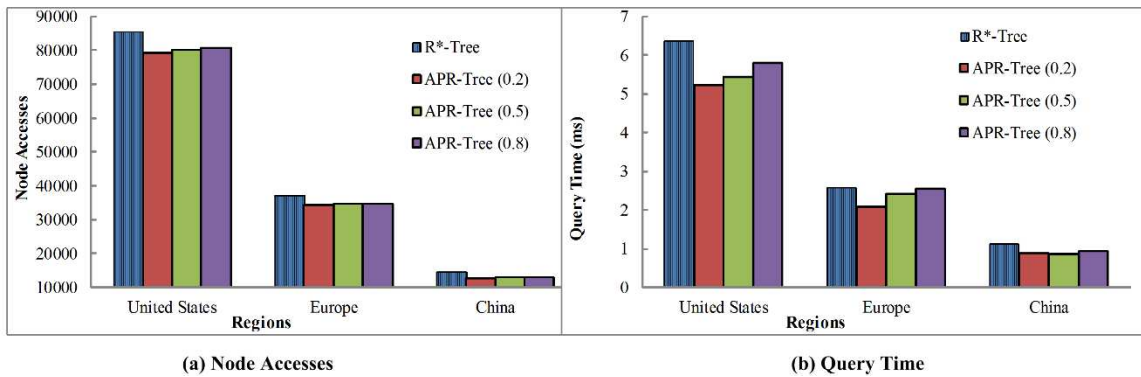 90000
80000
70000
60000
50000
40000
30000
20000
10000
Node Accesses
R*-Tree
APR-Tree (0.2)
APR-Tree (0.5)
APR-Tree (0.8)
United States Europe China
Regions
(a) Node Accesses
7
6
5
4
3
2
1
0
Query Time (ms)
R*-Tree
APR-Tree (0.2)
APR-Tree (0.5)
APR-Tree (0.8)
United States Europe China
Regions
(b) Query Time